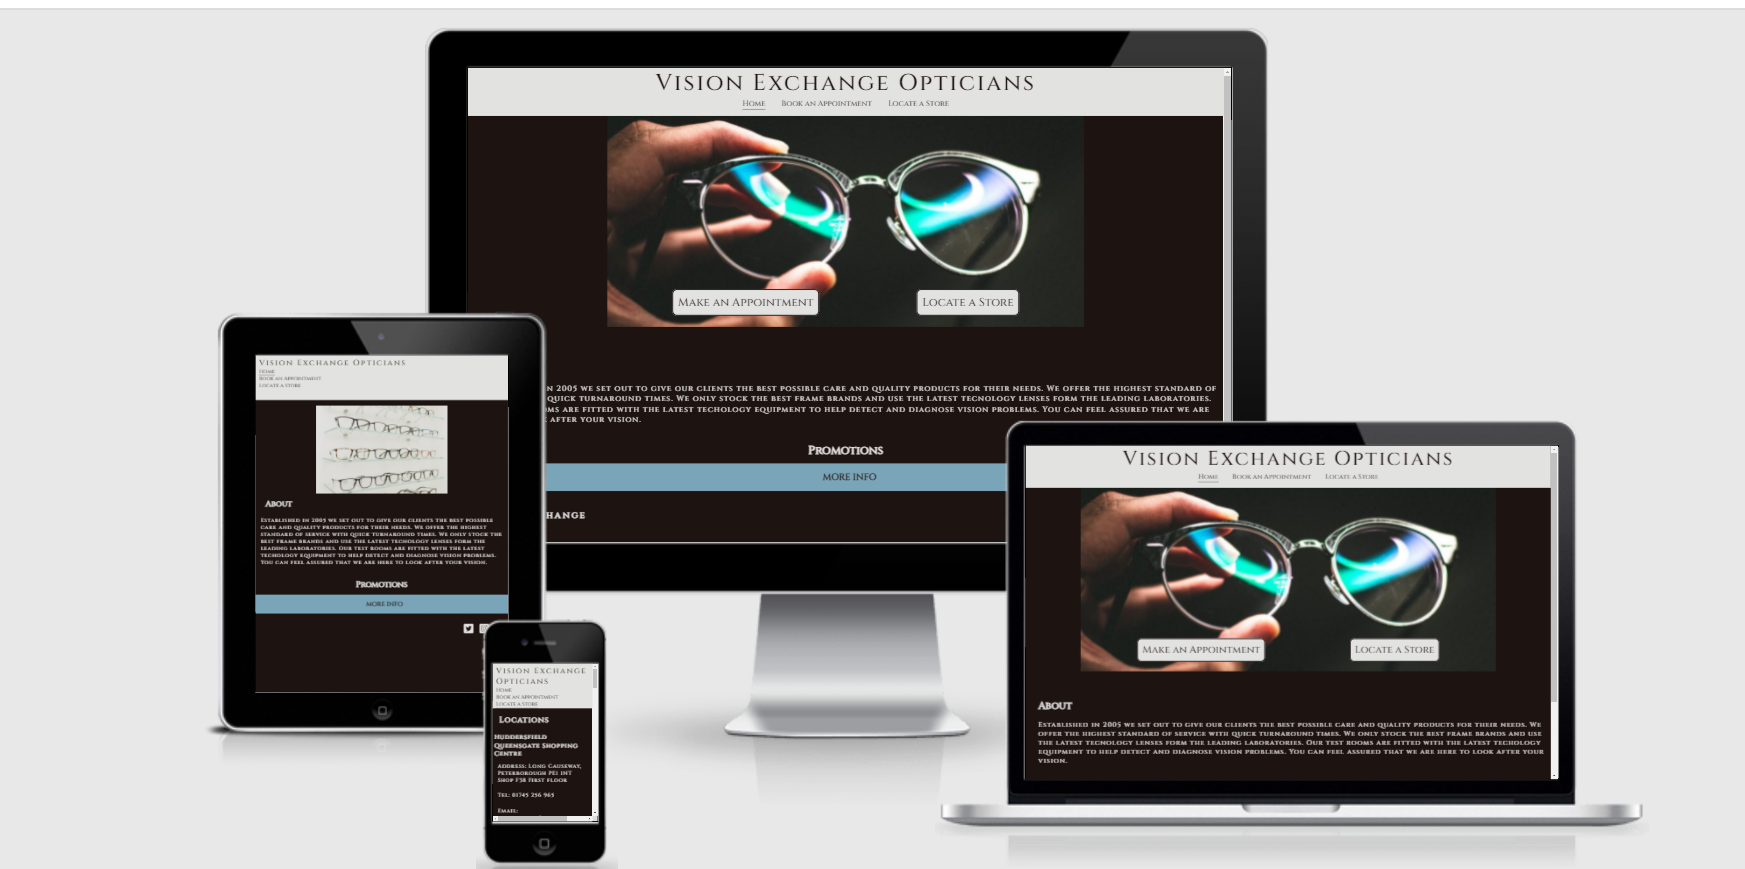 Vision Exchange Opticians
Home Book an Appointment Locate a Store
Make an Appointment Locate a Store
in 2005 we set out to give our clients the best possible care and quality products for their needs. We offer the highest standard of
quick turnaround times. We only stock the best frame brands and use the latest tecnology lenses form the leading laboratories.
are fitted with the latest techology equipment to help detect and diagnose vision problems. You can feel assured that we are
after your vision.
Promotions
MORE INFO
Vision Exchange Opticians
Home
Book an Appointment
Locate a Store
About
Established in 2005 we set out to give our clients the best possible
care and quality products for their needs. We offer the highest
standard of service with quick turnaround times. We only stock the
best frame brands and use the latest tecnology lenses form the
leading laboratories. Our test rooms are fitted with the latest
techology equipment to help detect and diagnose vision problems.
You can feel assured that we are here to look after your vision.
Promotions
MORE INFO
Vision Exchange
Opticians
Home
Book an Appointment
Locate a Store
Locations
Huddersfield
Queensgate Shopping
Centre
Address: Long Causeway,
Peterborough PE1 1NT
Shop F38 First floor
Tel: 01745 256 965
Email:
Vision Exchange Opticians
Home Book an Appointment Locate a Store
Make an Appointment Locate a Store
About
Established in 2005 we set out to give our clients the best possible care and quality products for their needs. We
offer the highest standard of service with quick turnaround times. We only stock the best frame brands and use
the latest tecnology lenses form the leading laboratories. Our test rooms are fitted with the latest techology
equipment to help detect and diagnose vision problems. You can feel assured that we are here to look after your
vision.